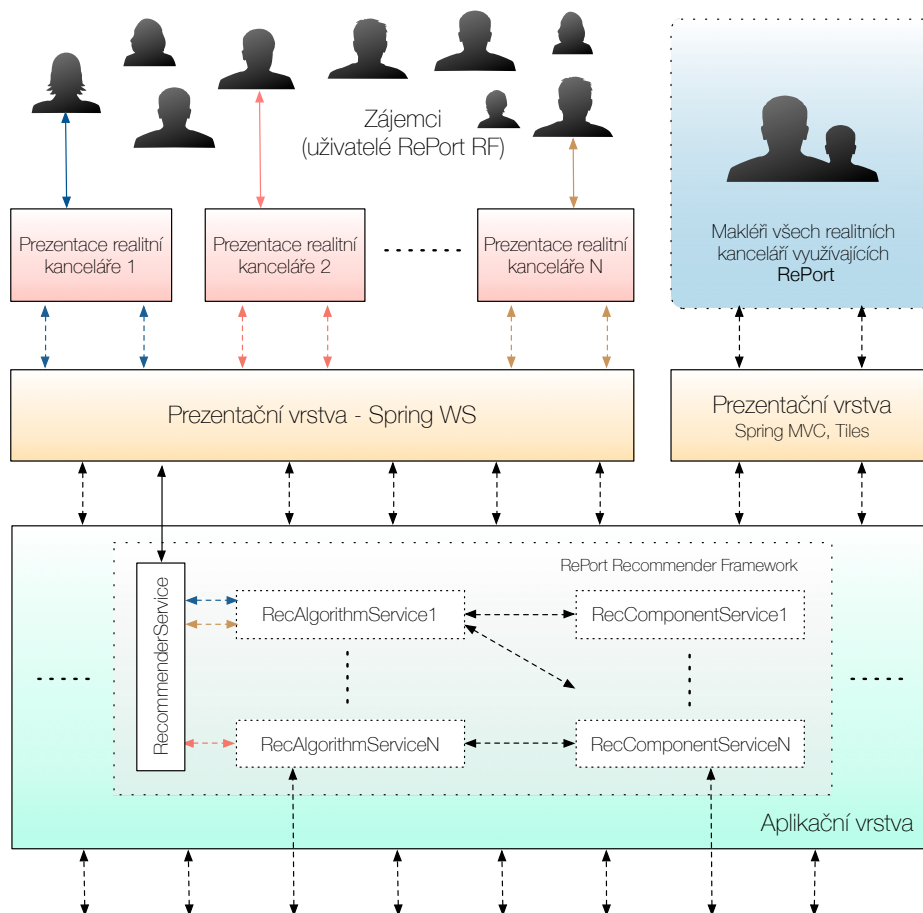 Zájemci
(uživatelé RePort RF)
Prezentace realitní
kanceláře 1
Prezentace realitní
kanceláře 2
Prezentace realitní
kanceláře N
Makléři všech realitních
kanceláří využívajících
RePort
Prezentační vrstva - Spring WS
Prezentační vrstva
Spring MVC, Tiles
RePort Recommender Framework
RecommenderService
RecAlgorithmService1
RecComponentService1
RecAlgorithmServiceN
RecComponentServiceN
Aplikační vrstva